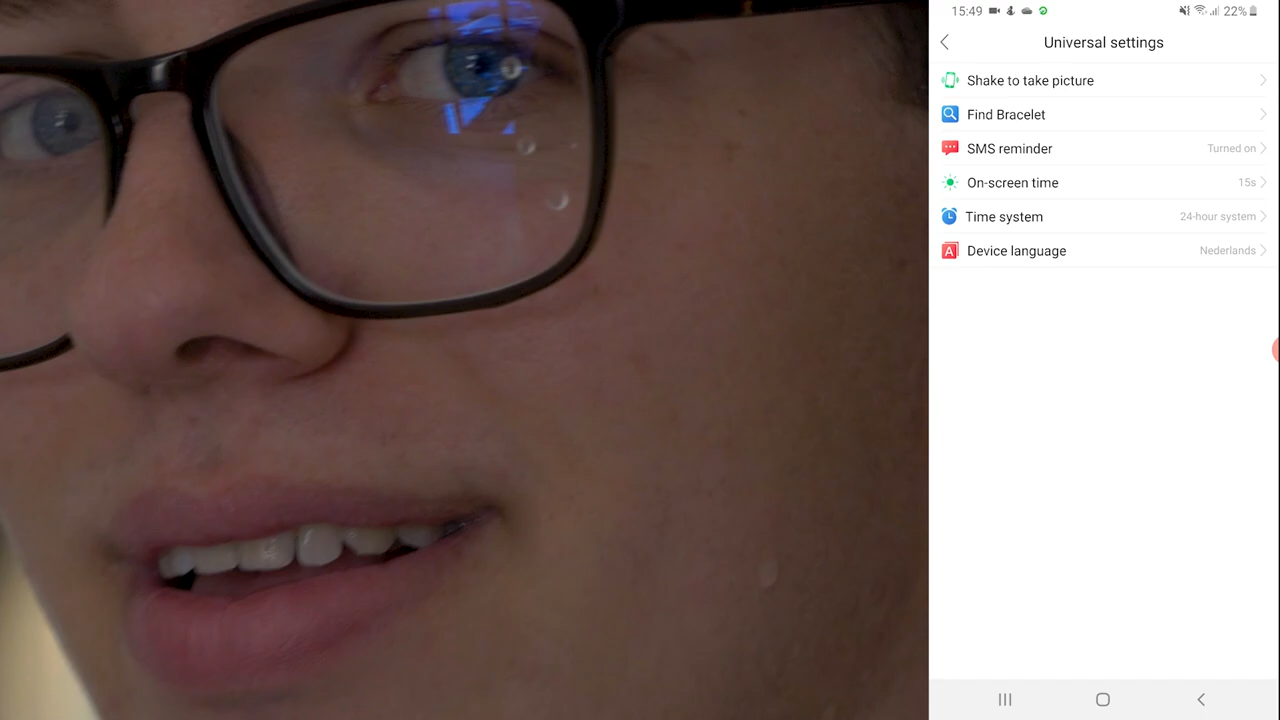 15:49 22%
Universal settings
Shake to take picture
Find Bracelet
SMS reminder Turned on
On-screen time 15s
Time system 24-hour system
A Device language Nederlands